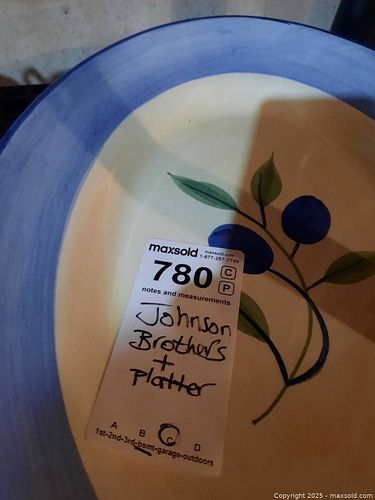 maxsold maxsold.com
1-877-257-7799
780 C
P
notes and measurements
Johnson
Brothers
+
Platter
A B C D
1st-2nd-3rd-bsmt-garage-outdoors
Copyright 2025 - maxsold.com